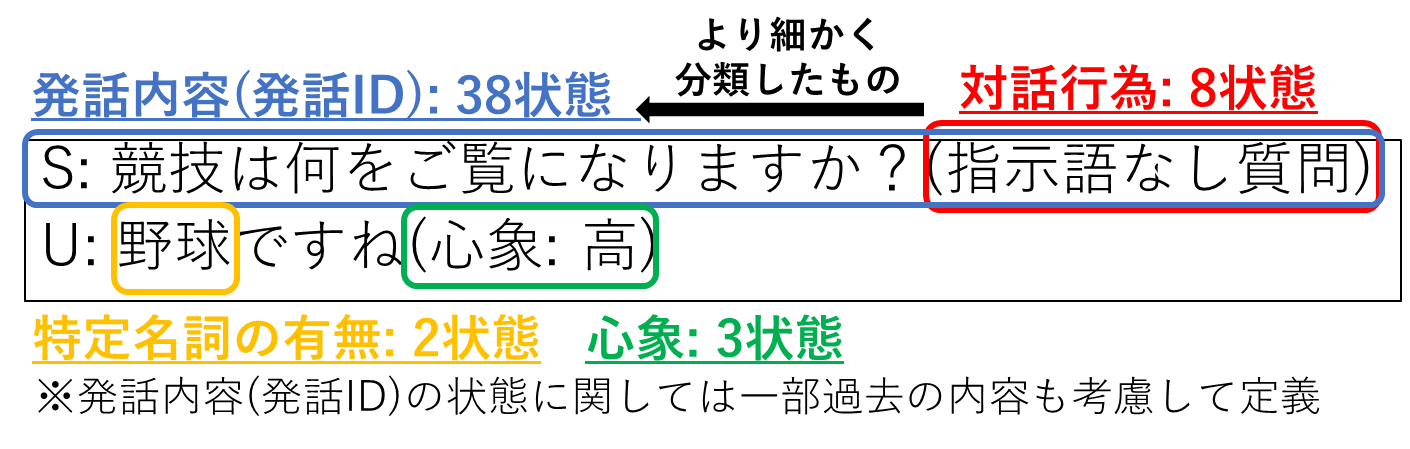 より細かく
分類したもの
発話内容(発話ID): 38状態
対話行為: 8状態
S: 競技は何をご覧になりますか？(指示語なし質問)
U: 野球ですね(心象: 高)
特定名詞の有無: 2状態 心象: 3状態
※発話内容(発話ID)の状態に関しては一部過去の内容も考慮して定義